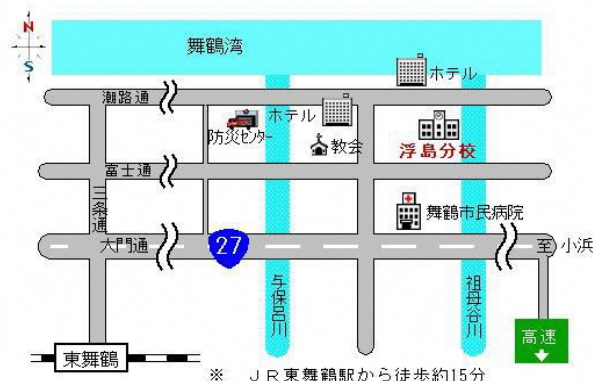 N
S
舞鶴湾
ホテル
潮路通
ホテル
防災センター
教会
浮島分校
富士通
三条通
舞鶴市民病院
大門通
27
至 小浜
与保呂川
祖母谷川
高速
東舞鶴
※ JR東舞鶴駅から徒歩約15分